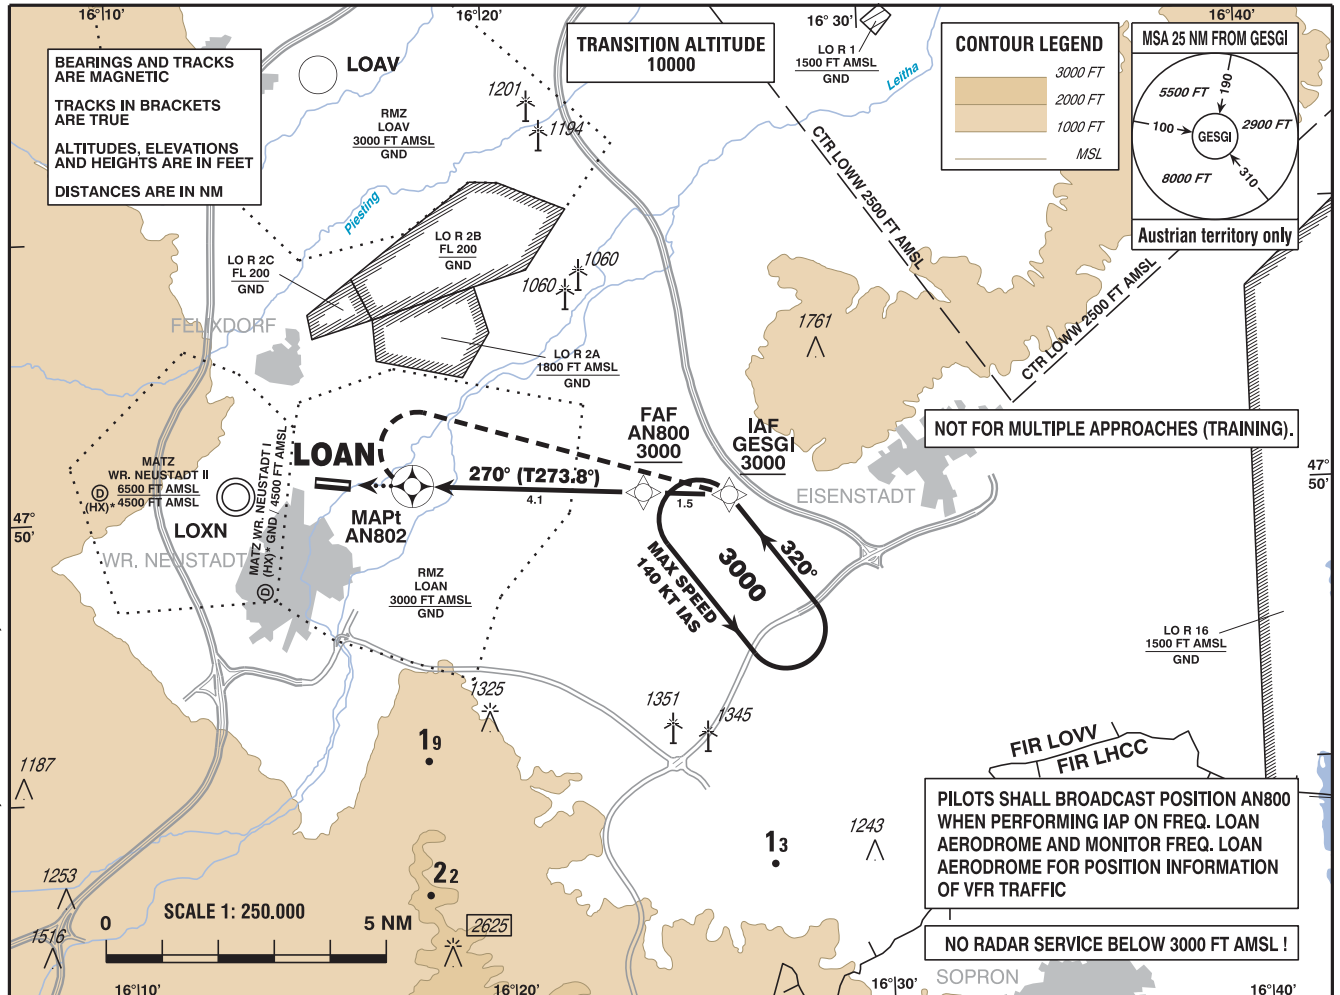 16°10'
16°20'
16°30'
16°40'
BEARINGS AND TRACKS
ARE MAGNETIC
TRACKS IN BRACKETS
ARE TRUE
ALTITUDES, ELEVATIONS
AND HEIGHTS ARE IN FEET
DISTANCES ARE IN NM
LOAV
RMZ
LOAV
3000 FT AMSL
GND
1201
1194
TRANSITION ALTITUDE
10000
LO R 1
1500 FT AMSL
GND
Leitha
CONTOUR LEGEND
3000 FT
2000 FT
1000 FT
MSL
MSA 25 NM FROM GESGI
5500 FT
190
2900 FT
100
GESGI
8000 FT
310
Austrian territory only
CTR LOWW 2500 FT AMSL
CTR LOWW 2500 FT AMSL
Piesting
LO R 2B
FL 200
GND
LO R 2C
FL 200
GND
1060
1060
FELIXDORF
LO R 2A
1800 FT AMSL
GND
1761
NOT FOR MULTIPLE APPROACHES (TRAINING).
FAF
AN800
3000
IAF
GESGI
3000
LOAN
270° (T273.8°)
4.1
1.5
MAPt
AN802
MATZ
WR. NEUSTADT II
6500 FT AMSL
4500 FT AMSL
D
(HX)*
LOXN
MATZ WR. NEUSTADT I
(HX)* GND / 4500 FT AMSL
D
WR. NEUSTADT
EISENSTADT
47°
50'
47°
50'
320°
3000
MAX SPEED
140 KT IAS
RMZ
LOAN
3000 FT AMSL
GND
LO R 16
1500 FT AMSL
GND
1325
1351
1345
19
FIR LOVV
FIR LHCC
1187
PILOTS SHALL BROADCAST POSITION AN800
WHEN PERFORMING IAP ON FREQ. LOAN
AERODROME AND MONITOR FREQ. LOAN
AERODROME FOR POSITION INFORMATION
OF VFR TRAFFIC
13
1243
1253
22
SCALE 1: 250.000
0
5 NM
2625
1516
NO RADAR SERVICE BELOW 3000 FT AMSL !
SOPRON
16°10'
16°20'
16°30'
16°40'